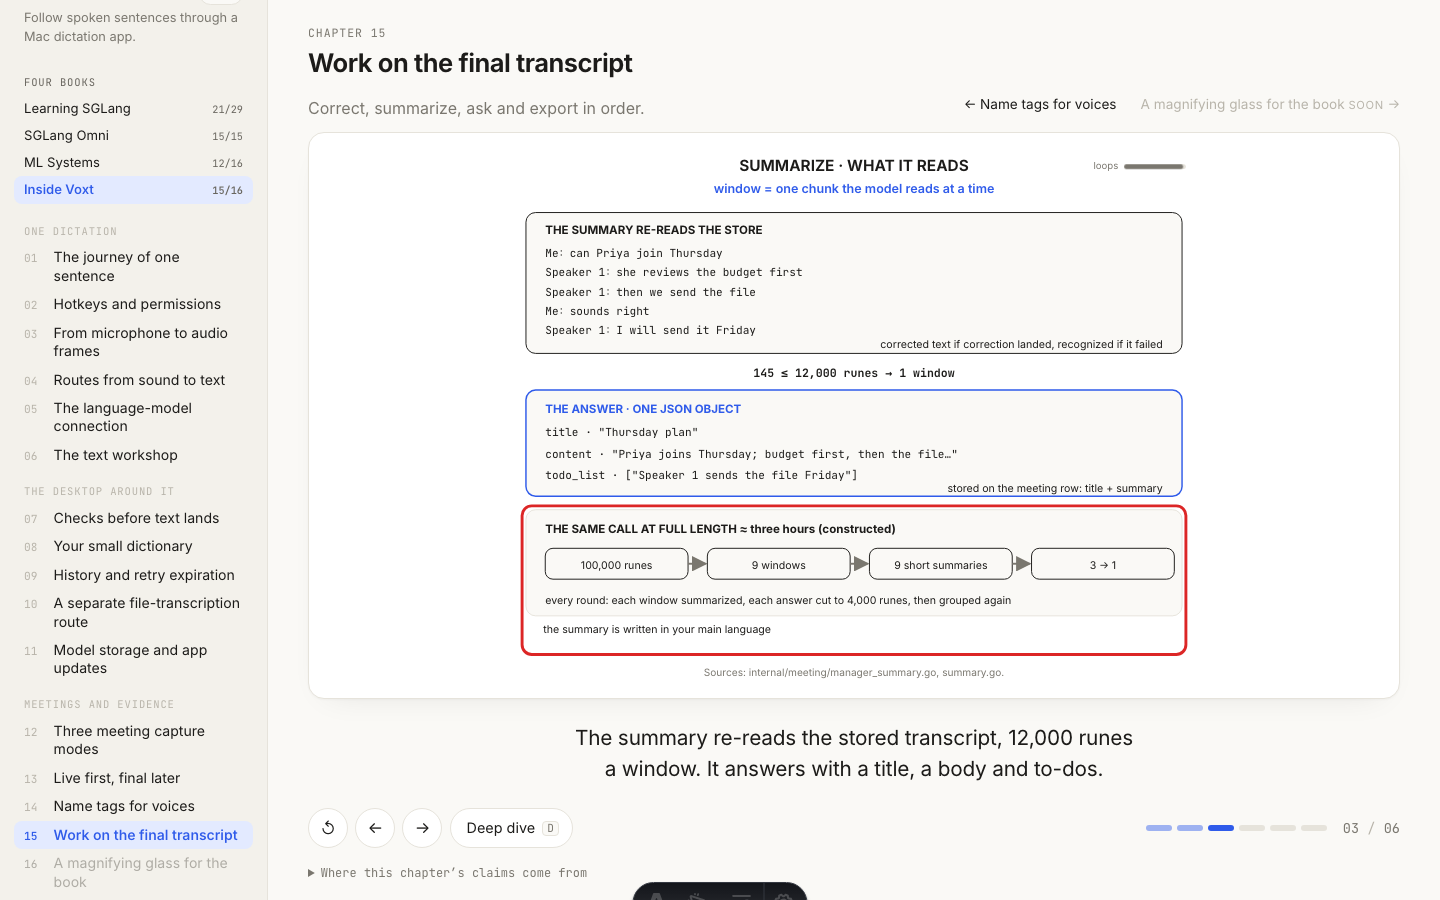 Follow spoken sentences through a
Mac dictation app.
FOUR BOOKS
Learning SGLang 21/29
SGLang Omni 15/15
ML Systems 12/16
Inside Voxt 15/16
ONE DICTATION
01 The journey of one
sentence
02 Hotkeys and permissions
03 From microphone to audio
frames
04 Routes from sound to text
05 The language-model
connection
06 The text workshop
THE DESKTOP AROUND IT
07 Checks before text lands
08 Your small dictionary
09 History and retry expiration
10 A separate file-transcription
route
11 Model storage and app
updates
MEETINGS AND EVIDENCE
12 Three meeting capture
modes
13 Live first, final later
14 Name tags for voices
15 Work on the final transcript
16 A magnifying glass for the
book
CHAPTER 15
Work on the final transcript
Correct, summarize, ask and export in order.
← Name tags for voices
A magnifying glass for the book SOON →
SUMMARIZE · WHAT IT READS
loops
window = one chunk the model reads at a time
THE SUMMARY RE-READS THE STORE
Me: can Priya join Thursday
Speaker 1: she reviews the budget first
Speaker 1: then we send the file
Me: sounds right
Speaker 1: I will send it Friday
corrected text if correction landed, recognized if it failed
145 ≤ 12,000 runes → 1 window
THE ANSWER · ONE JSON OBJECT
title · "Thursday plan"
content · "Priya joins Thursday; budget first, then the file…"
todo_list · ["Speaker 1 sends the file Friday"]
stored on the meeting row: title + summary
THE SAME CALL AT FULL LENGTH ≈ three hours (constructed)
100,000 runes
9 windows
9 short summaries
3 → 1
every round: each window summarized, each answer cut to 4,000 runes, then grouped again
the summary is written in your main language
Sources: internal/meeting/manager_summary.go, summary.go.
The summary re-reads the stored transcript, 12,000 runes
a window. It answers with a title, a body and to-dos.
Deep dive D
03 / 06
Where this chapter's claims come from